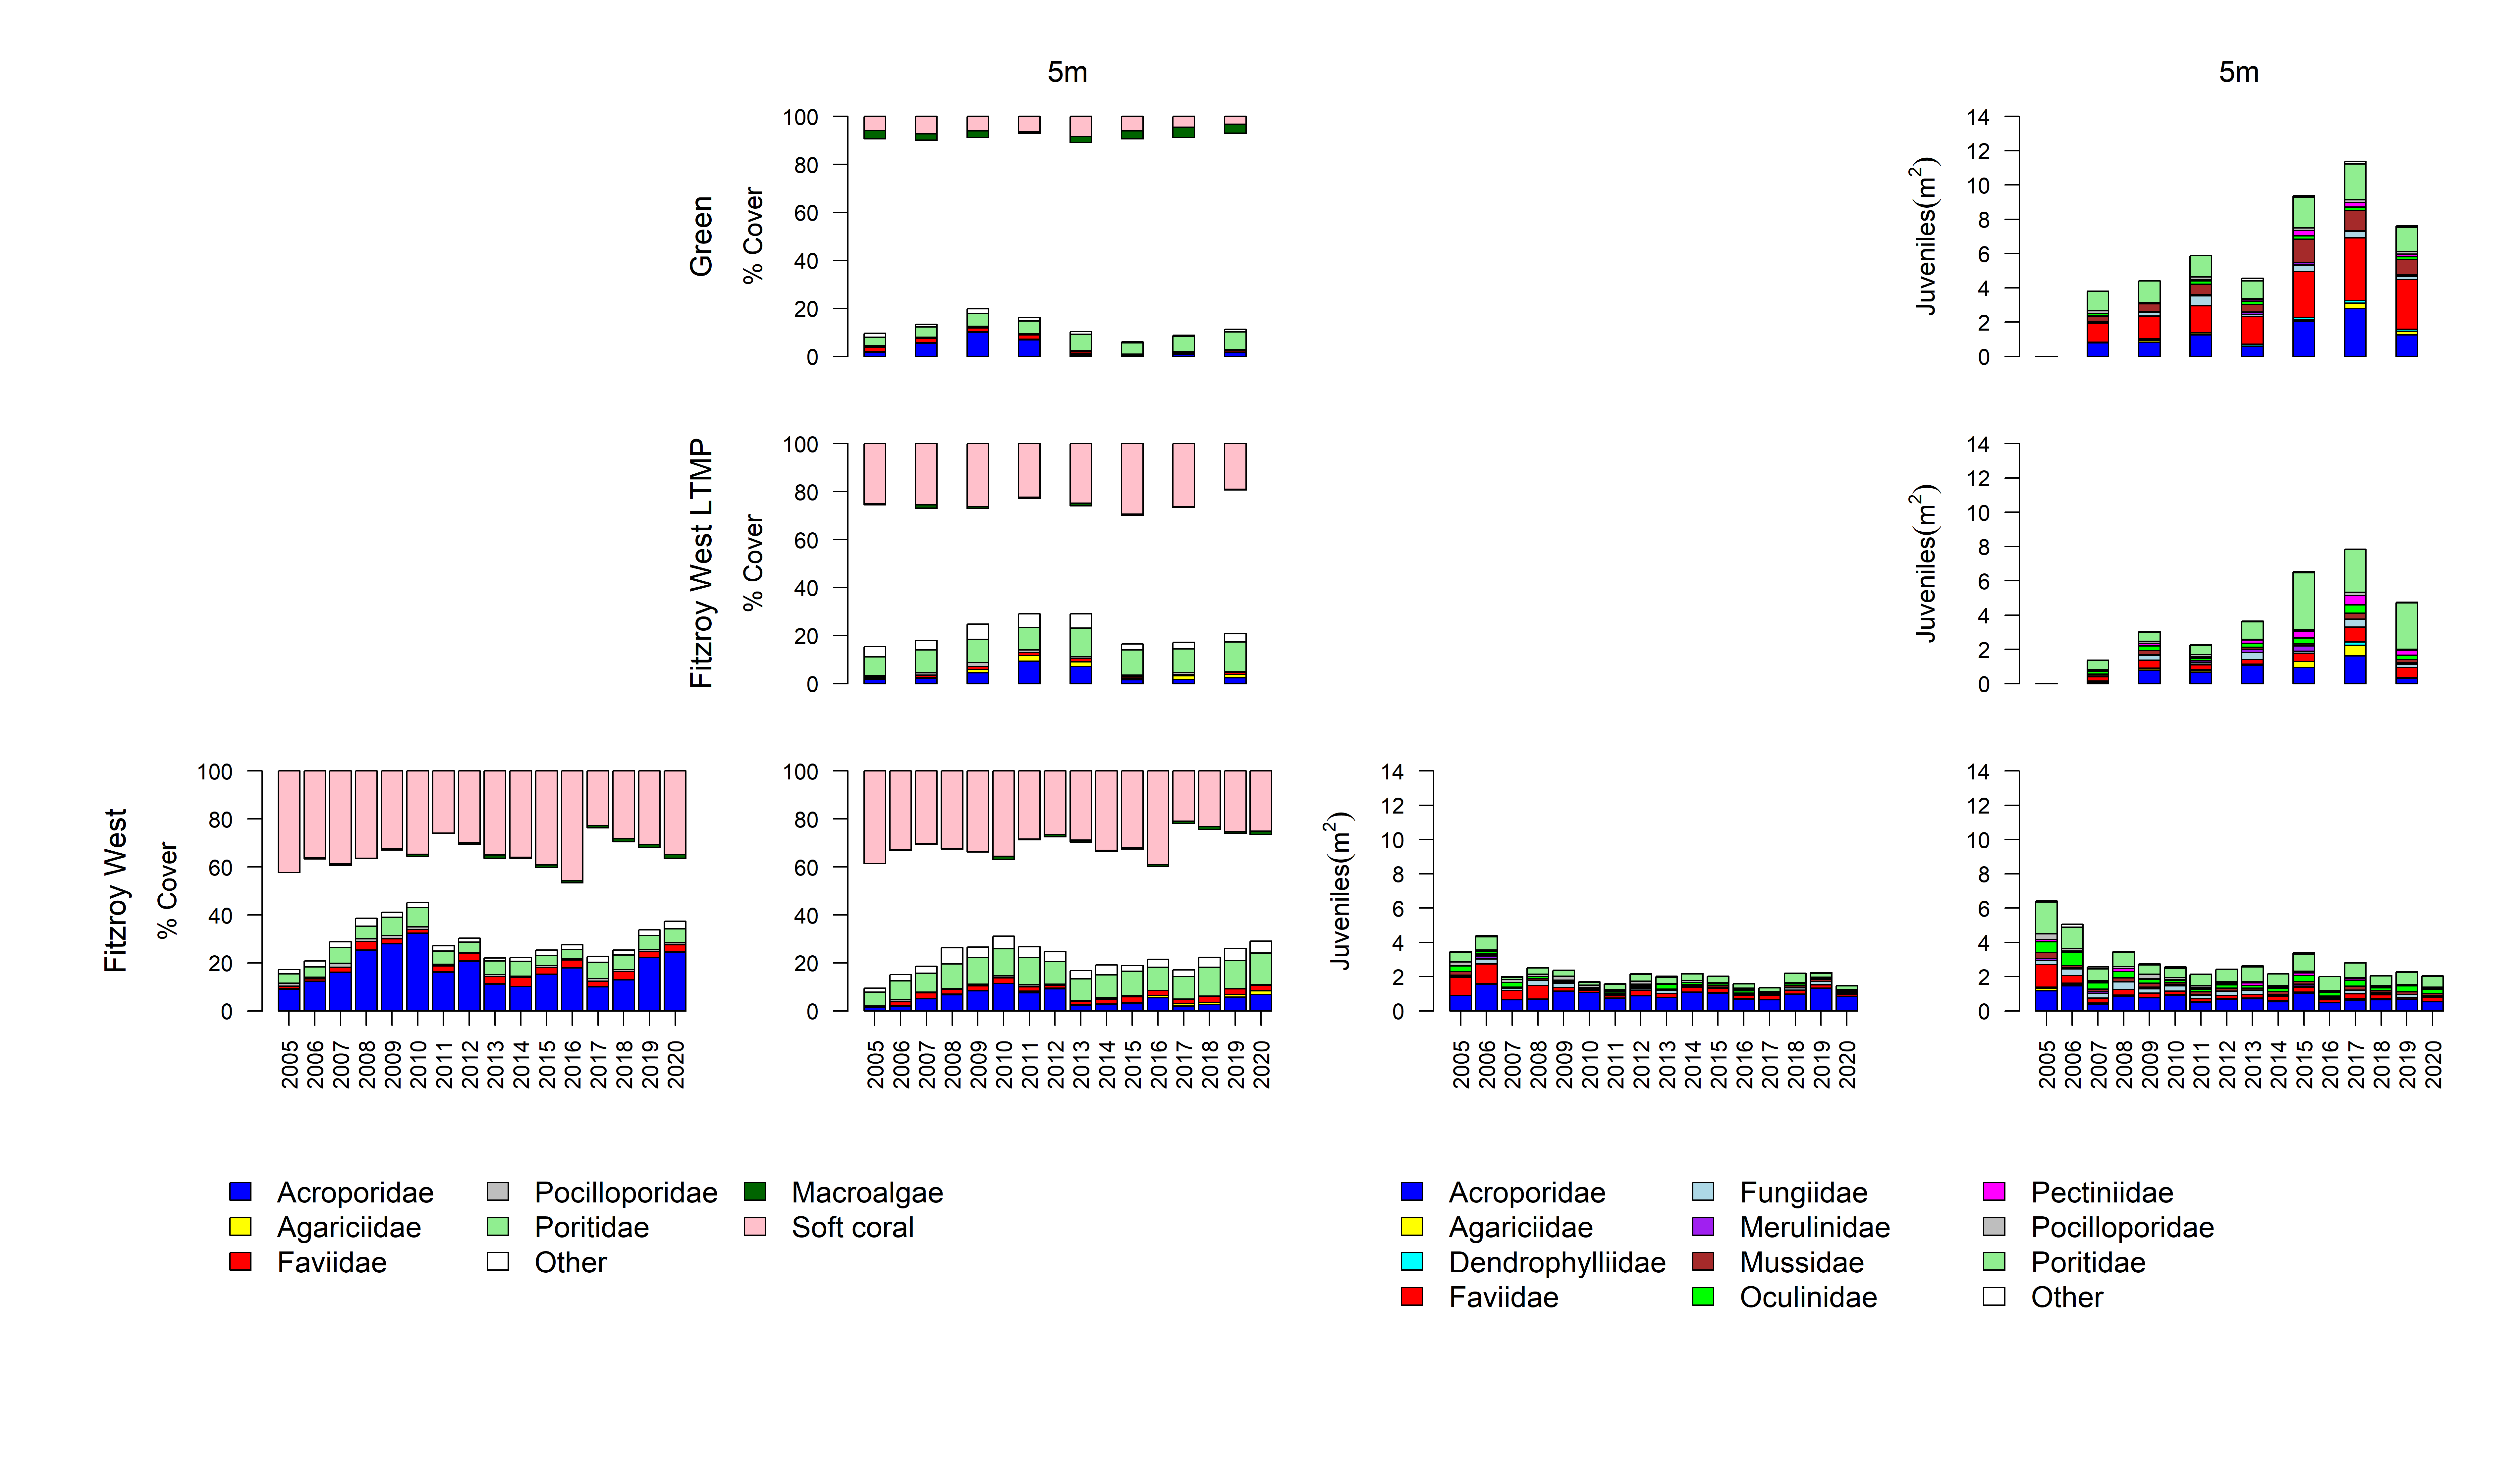 5m
5m
Green
% Cover
100
80
60
40
20
0
Juveniles(m²)
14
12
10
8
6
4
2
0
Fitzroy West LTMP
% Cover
100
80
60
40
20
0
Juveniles(m²)
14
12
10
8
6
4
2
0
Fitzroy West
% Cover
100
80
60
40
20
0
2005 2006 2007 2008 2009 2010 2011 2012 2013 2014 2015 2016 2017 2018 2019 2020
100
80
60
40
20
0
2005 2006 2007 2008 2009 2010 2011 2012 2013 2014 2015 2016 2017 2018 2019 2020
Juveniles(m²)
14
12
10
8
6
4
2
0
2005 2006 2007 2008 2009 2010 2011 2012 2013 2014 2015 2016 2017 2018 2019 2020
14
12
10
8
6
4
2
0
2005 2006 2007 2008 2009 2010 2011 2012 2013 2014 2015 2016 2017 2018 2019 2020
Acroporidae
Agariciidae
Faviidae
Pocilloporidae
Poritidae
Other
Macroalgae
Soft coral
Acroporidae
Agariciidae
Dendrophylliidae
Faviidae
Fungiidae
Merulinidae
Mussidae
Oculinidae
Pectiniidae
Pocilloporidae
Poritidae
Other